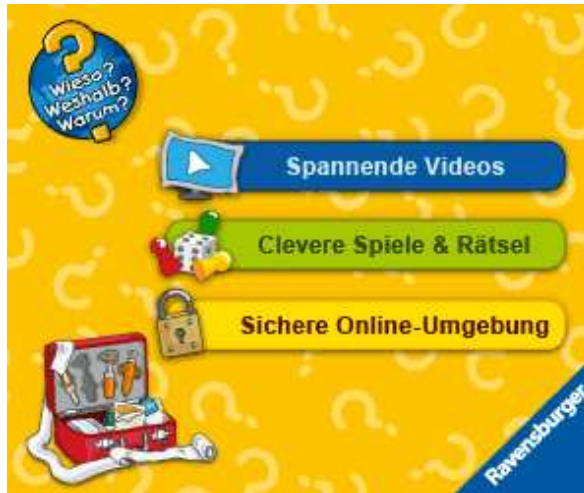 ?
Wieso?
Weshalb?
Warum?
Spannende Videos
Clevere Spiele & Rätsel
Sichere Online-Umgebung
Ravensburger